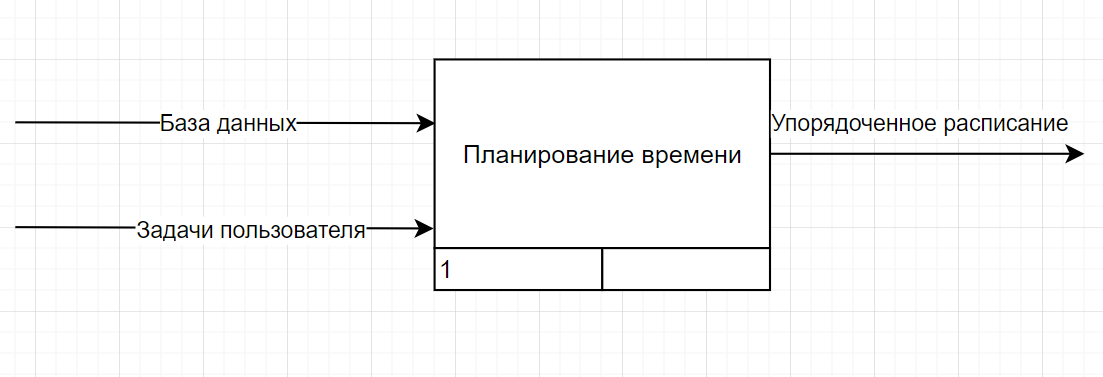 База данных
Упорядоченное расписание
Планирование времени
Задачи пользователя
1